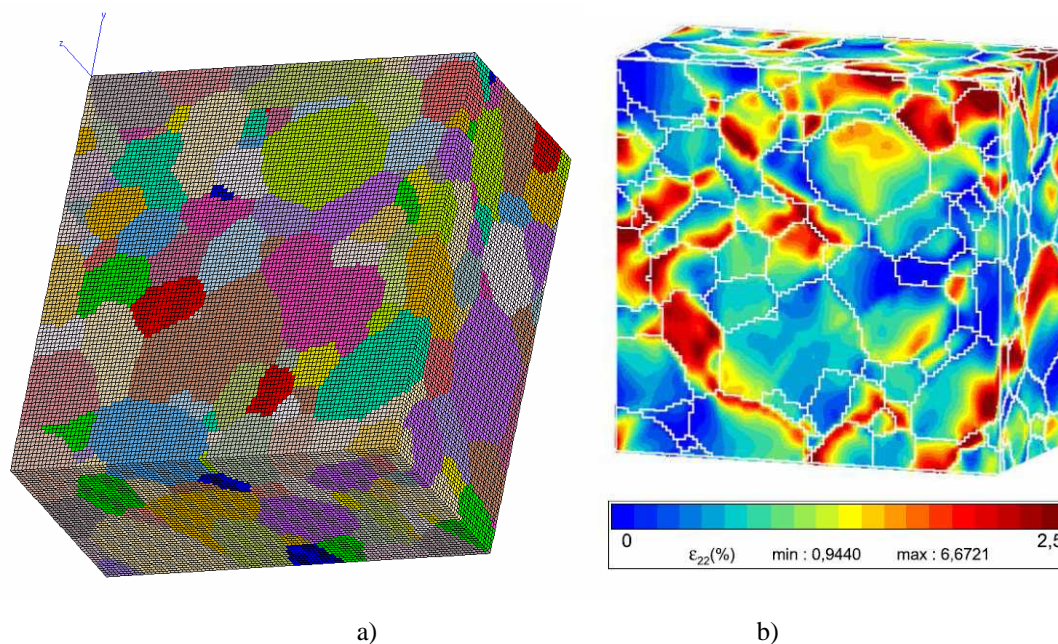 y
z
b)
0
2,5
ε₂₂(%) min : 0,9440 max : 6,6721
a) b)